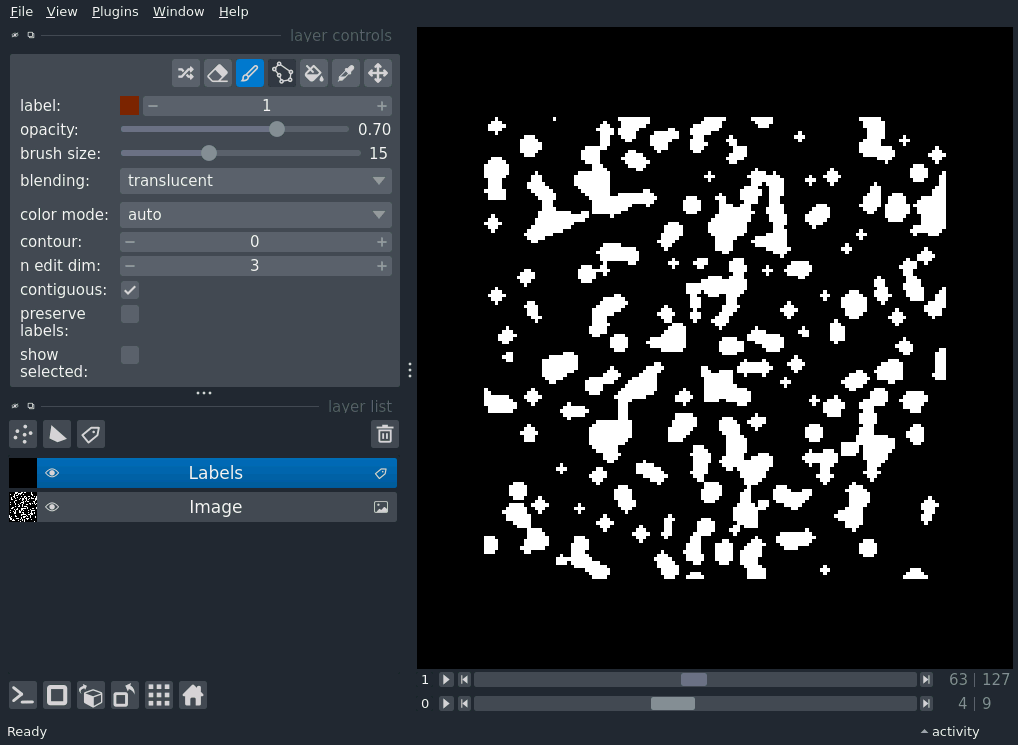 File View Plugins Window Help
layer controls
label: 1
opacity: 0.70
brush size: 15
blending: translucent
color mode: auto
contour: 0
n edit dim: 3
contiguous:
preserve
labels:
show
selected:
layer list
Labels
Image
1 63 | 127
0 4 | 9
Ready
activity